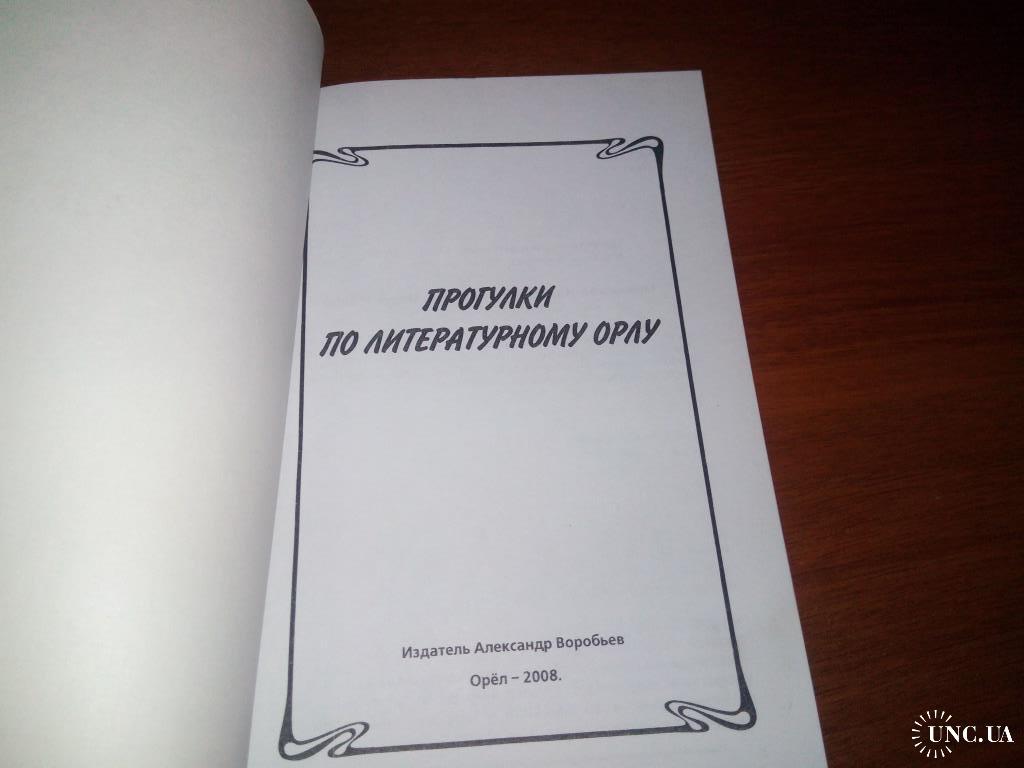 ПРОГУЛКИ
ПО ЛИТЕРАТУРНОМУ ОРЛУ
Издатель Александр Воробьев
Орёл – 2008.
UNC.UA